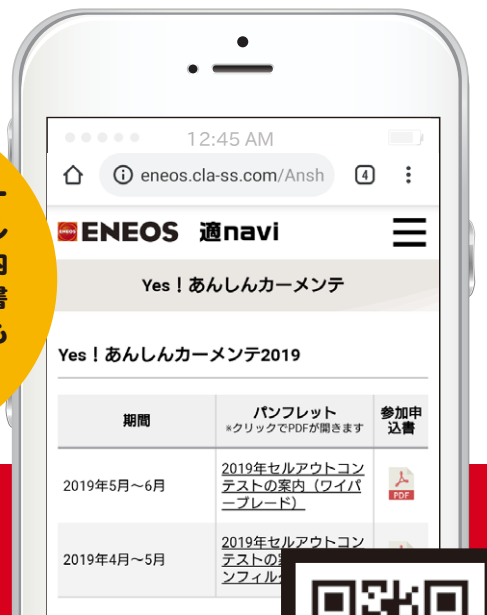 12:45 AM
eneos.cla-ss.com/Ansh
4
ENEOS 適navi
Yes！あんしんカーメンテ
Yes！あんしんカーメンテ2019
期間
パンフレット
*クリックでPDFが開きます
参加申
込書
2019年5月～6月
2019年セルアウトコン
テストの案内（ワイパ
ーブレード）
PDF
2019年4月～5月
2019年セルアウトコン
テストの
ンフィル